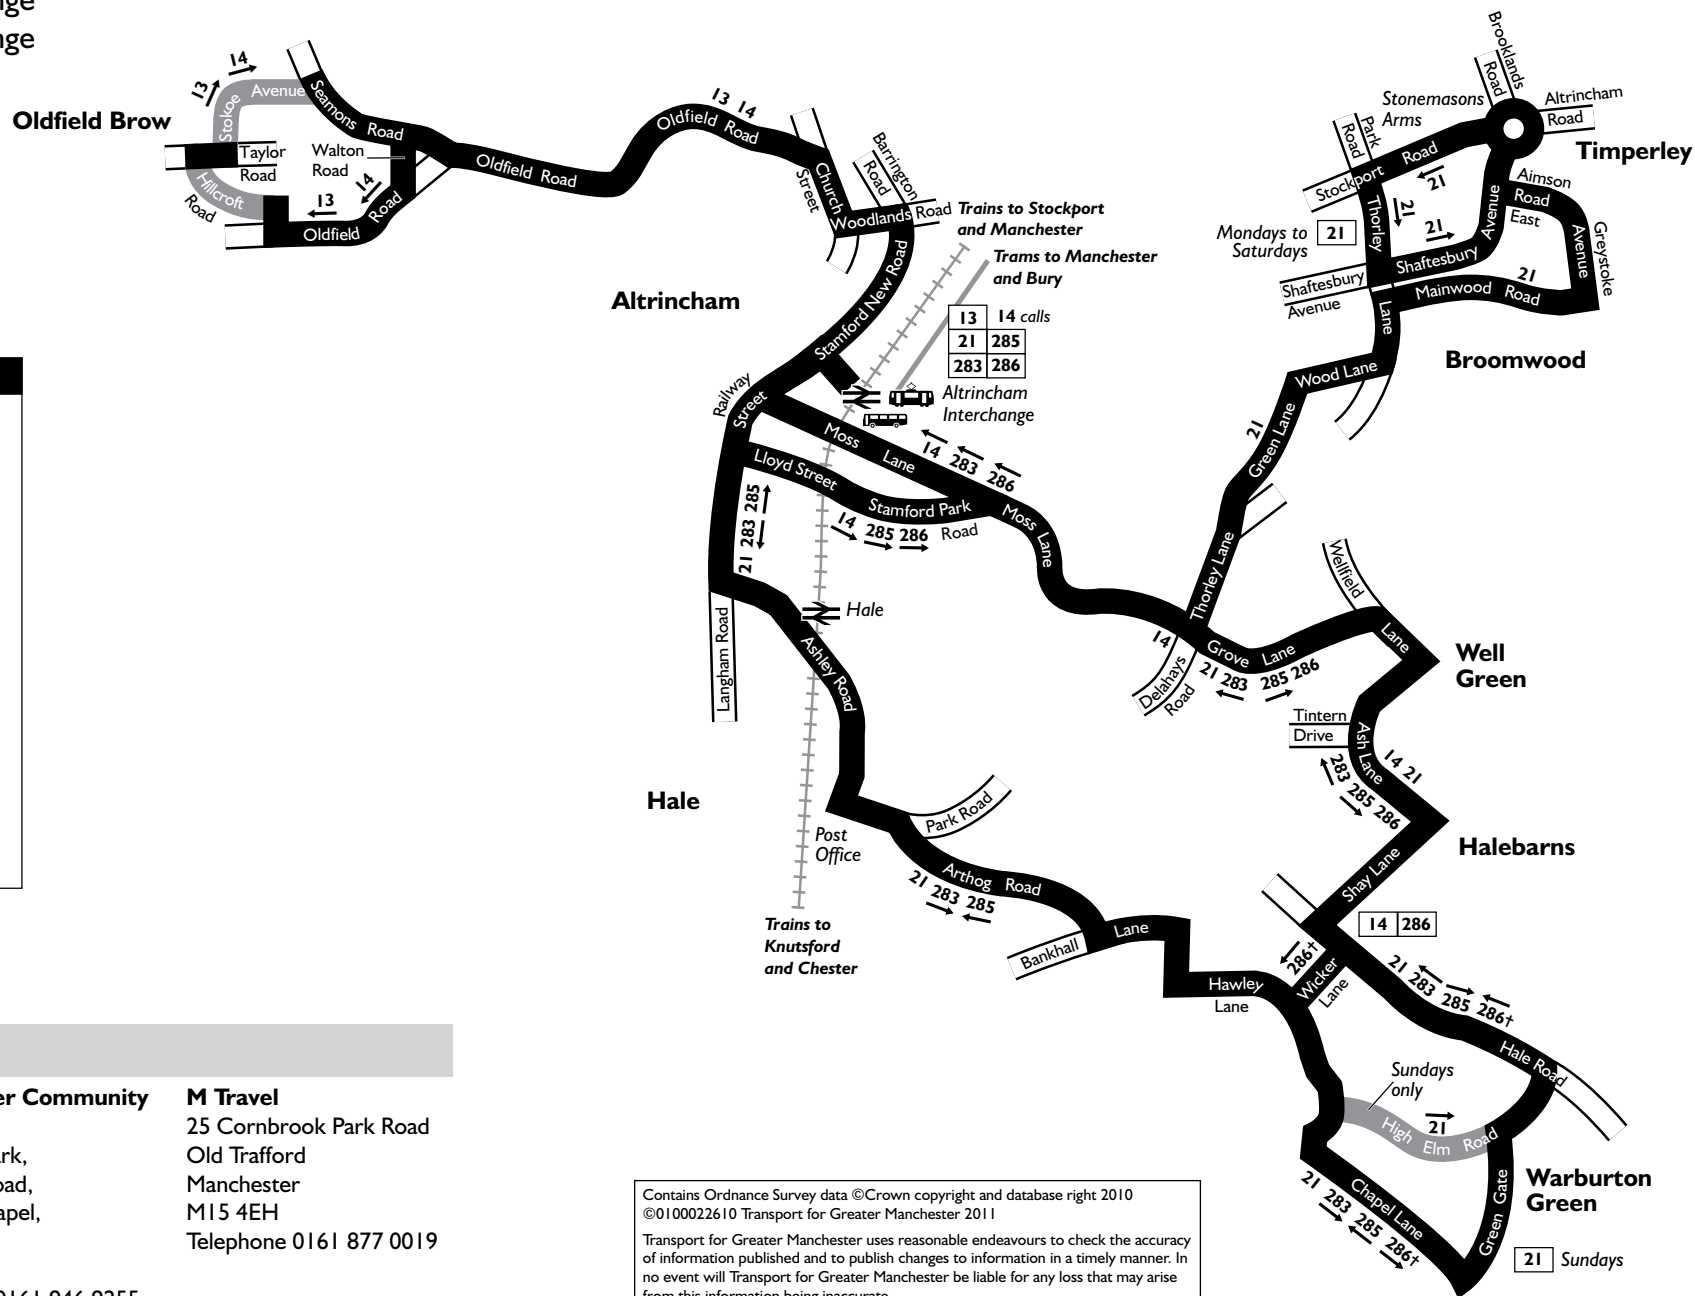 nge
nge
Oldfield Brow
13
14
Stokoe
Avenue
Seamons Road
Taylor
Road
Walton
Road
Hillcroft
Road
13
14
Oldfield
Road
Oldfield Road
Oldfield Road
13 14
Church
Street
Barrington
Road
Woodlands Road
Trains to Stockport
and Manchester
Trams to Manchester
and Bury
Altrincham
Stamford New Road
13 14 calls
21 285
283 286
Altrincham
Interchange
Railway
Street
Moss
Lane
14 283 286
Lloyd Street
Stamford Park
Road
14 285 286
Moss
Lane
21 283 285
Langham Road
Hale
Ashley Road
Hale
Post
Office
Trains to
Knutsford
and Chester
Park Road
Arthog Road
21 283 285
Bankhall
Lane
Hawley
Lane
Brooklands
Road
Altrincham
Road
Stonemasons
Arms
Timperley
Park
Road
Stockport
Road
21
Thorley
21
21
Mondays to
Saturdays
21
Shaftesbury
Avenue
Shaftesbury
Avenue
Aimson
Road
East
Greystoke
Avenue
Mainwood Road
21
Lane
Broomwood
Wood Lane
Green Lane
21
Thorley Lane
14
Delahays
Road
Grove Lane
21 283
285 286
Wellfield
Lane
Well
Green
Tintern
Drive
Ash Lane
14 21
283 285 286
Halebarns
Shay Lane
14 286
286†
Wicker
Lane
21 283 285 286†
Hale Road
Sundays
only
21
High Elm Road
Warburton
Green
Chapel Lane
21 283 285 286†
Green Gate
21 Sundays
er Community
ark,
oad,
apel,
M Travel
25 Cornbrook Park Road
Old Trafford
Manchester
M15 4EH
Telephone 0161 877 0019
Contains Ordnance Survey data ©Crown copyright and database right 2010
©0100022610 Transport for Greater Manchester 2011
Transport for Greater Manchester uses reasonable endeavours to check the accuracy
of information published and to publish changes to information in a timely manner. In
no event will Transport for Greater Manchester be liable for any loss that may arise
from this information being inaccurate